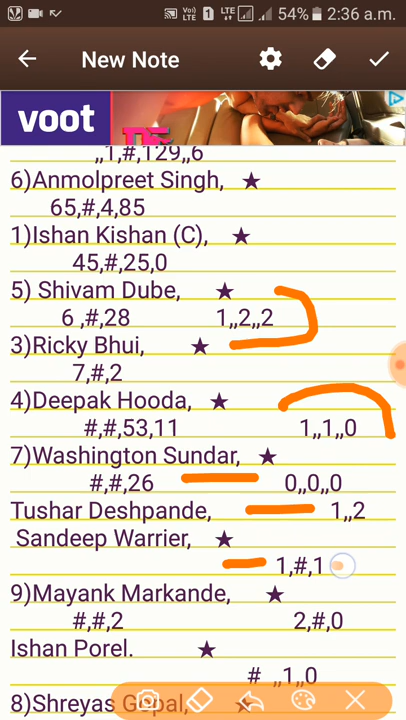 Voi) LTE 1 LTE 54% 2:36 a.m.
New Note
voot
„1,#,129„6
6)Anmolpreet Singh, ★
65,#,4,85
1)Ishan Kishan (C), ★
45,#,25,0
5) Shivam Dube, ★
6 ,#,28 1„2„2
3)Ricky Bhui, ★
7,#,2
4)Deepak Hooda, ★
#,#,53,11 1„1„0
7)Washington Sundar, ★
#,#,26 0„0„0
Tushar Deshpande, 1„2
Sandeep Warrier, ★
1,#,1
9)Mayank Markande, ★
#,#,2 2,#,0
Ishan Porel. ★
# „1„0
8)Shreyas Gopal, ★